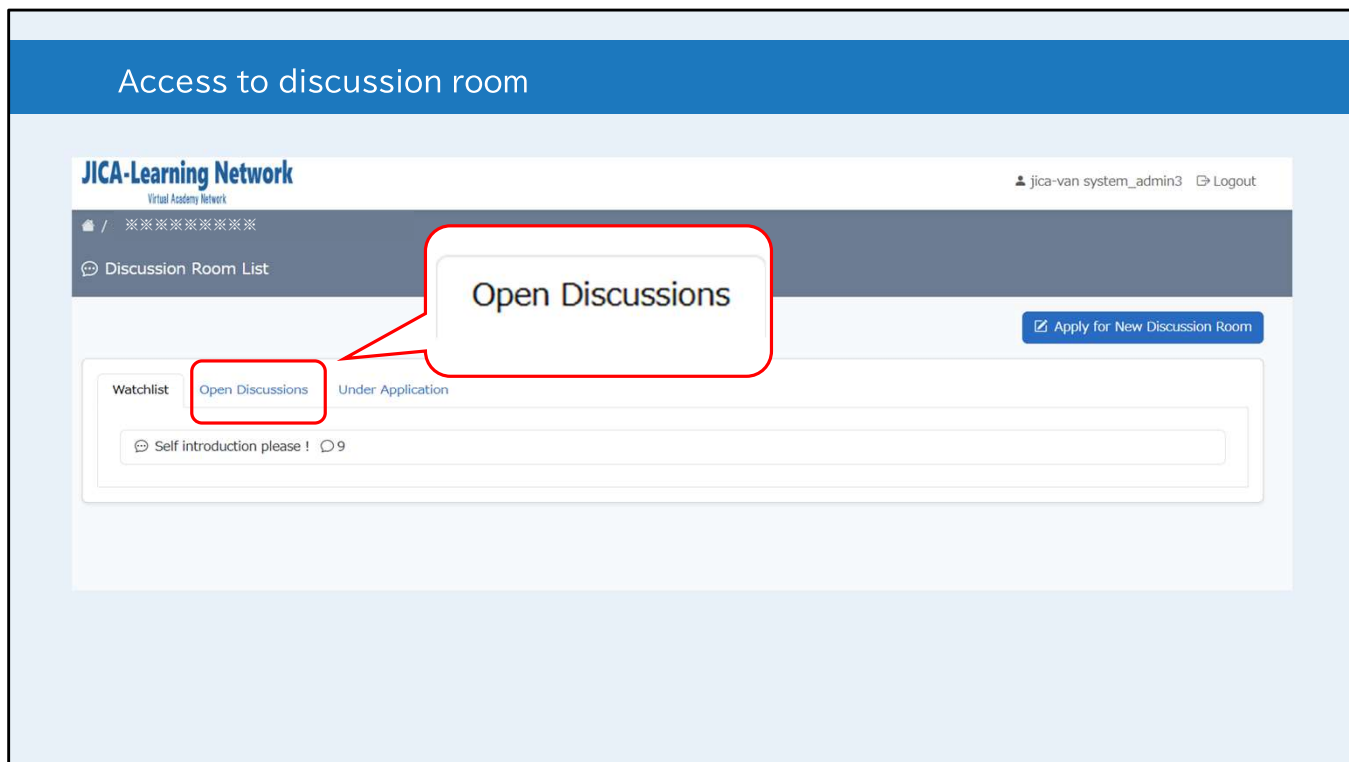 Access to discussion room
JICA-Learning Network
Virtual Academy Network
jica-van system_admin3 Logout
/ ※※※※※※※※※
Discussion Room List
Open Discussions
Apply for New Discussion Room
Watchlist Open Discussions Under Application
Self introduction please ! 9